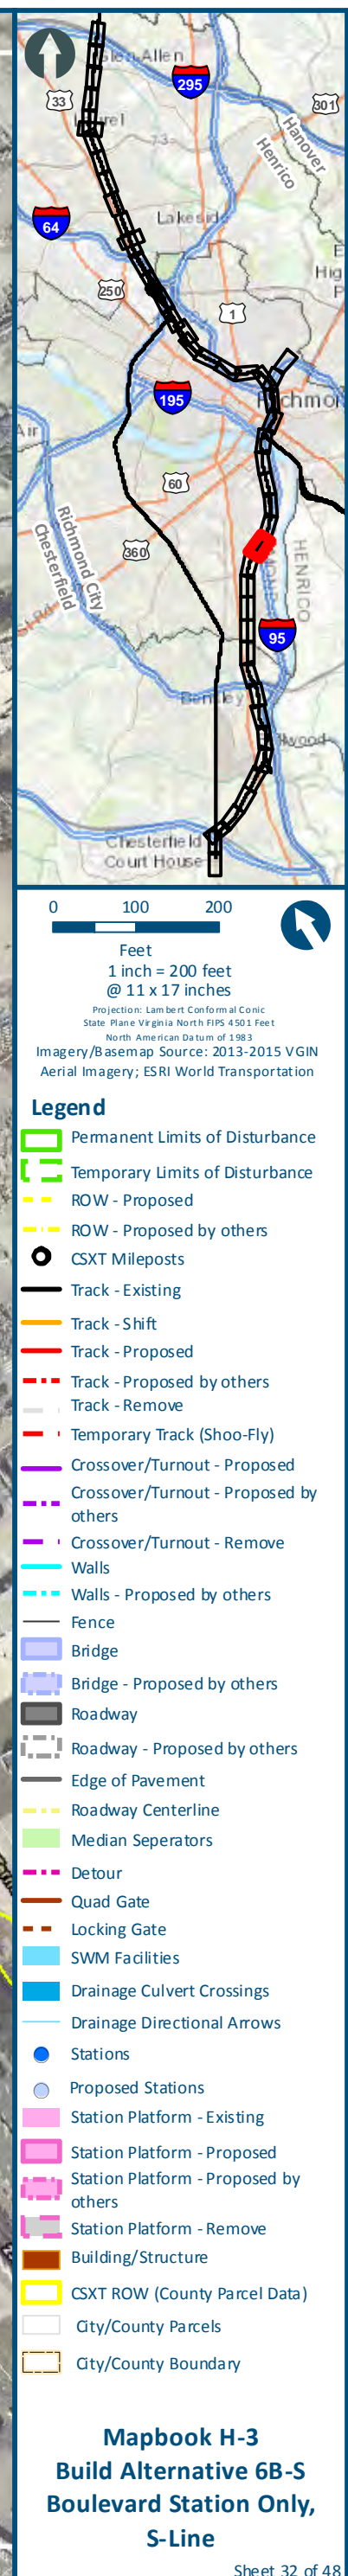 Glen Allen
295
33
301
Hanover
Henrico
Lakeside
64
250
1
195
60
Richmond City
Chesterfield
360
HENRICO
95
Chesterfield
Court House
0 100 200
Feet
1 inch = 200 feet
@ 11 x 17 inches
Projection: Lambert Conformal Conic
State Plane Virginia North FIPS 4501 Feet
North American Datum of 1983
Imagery/Basemap Source: 2013-2015 VGIN
Aerial Imagery; ESRI World Transportation
Legend
Permanent Limits of Disturbance
Temporary Limits of Disturbance
ROW - Proposed
ROW - Proposed by others
CSXT Mileposts
Track - Existing
Track - Shift
Track - Proposed
Track - Proposed by others
Track - Remove
Temporary Track (Shoo-Fly)
Crossover/Turnout - Proposed
Crossover/Turnout - Proposed by
others
Crossover/Turnout - Remove
Walls
Walls - Proposed by others
Fence
Bridge
Bridge - Proposed by others
Roadway
Roadway - Proposed by others
Edge of Pavement
Roadway Centerline
Median Seperators
Detour
Quad Gate
Locking Gate
SWM Facilities
Drainage Culvert Crossings
Drainage Directional Arrows
Stations
Proposed Stations
Station Platform - Existing
Station Platform - Proposed
Station Platform - Proposed by
others
Station Platform - Remove
Building/Structure
CSXT ROW (County Parcel Data)
City/County Parcels
City/County Boundary
Mapbook H-3
Build Alternative 6B-S
Boulevard Station Only,
S-Line
Sheet 32 of 48